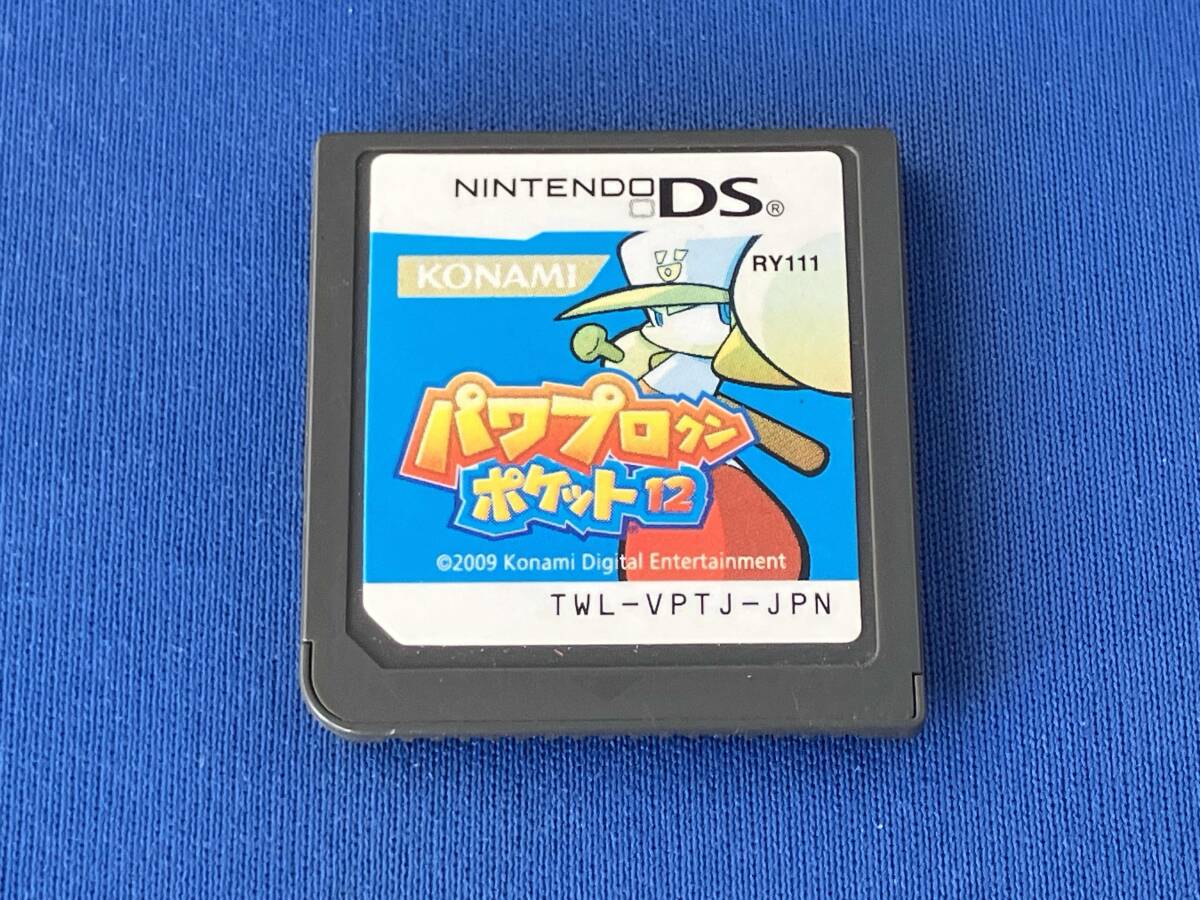 NINTENDO DS®
KONAMI
RY111
パワプロクン
ポケット12
©2009 Konami Digital Entertainment
TWL-VPTJ-JPN